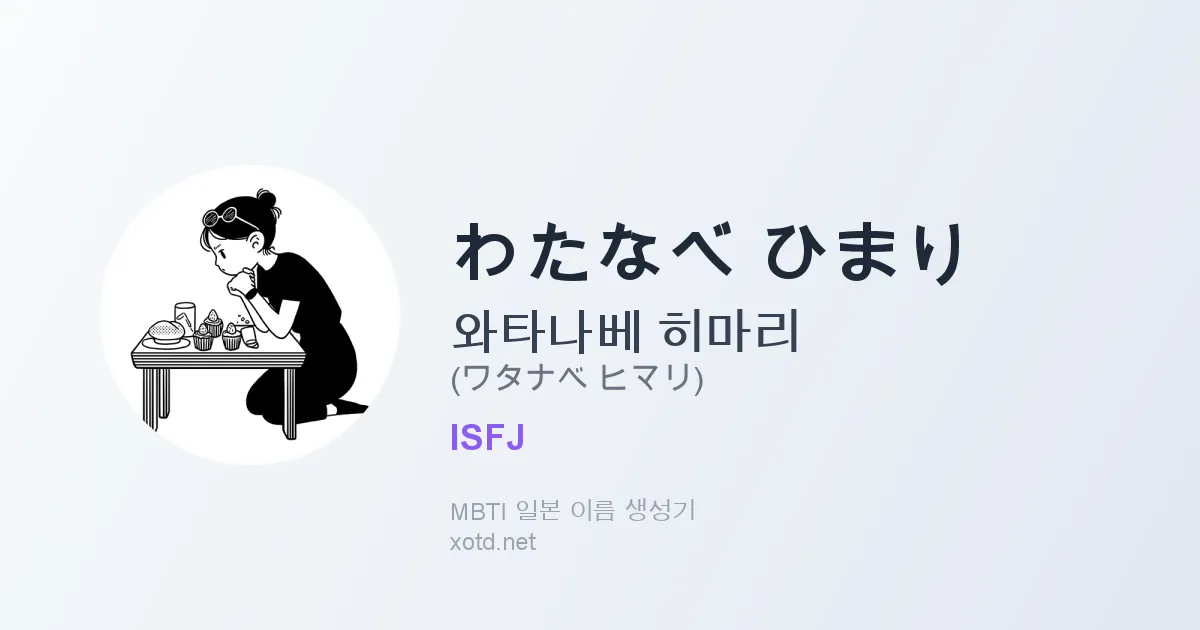 わたなべ ひまり
와타나베 히마리
(ワタナベ ヒマリ)
ISFJ
MBTI 일본 이름 생성기
xotd.net